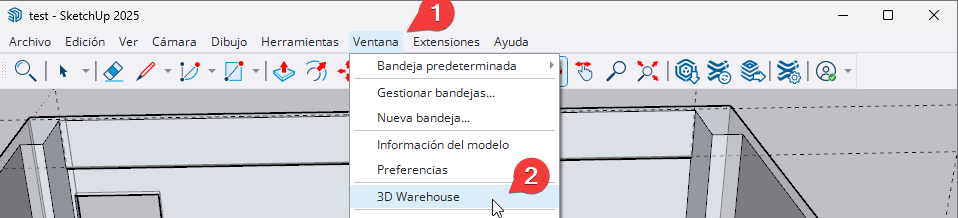 test - SketchUp 2025
1
Archivo Edición Ver Cámara Dibujo Herramientas Ventana Extensiones Ayuda
Bandeja predeterminada
Gestionar bandejas...
Nueva bandeja...
Información del modelo
Preferencias
2
3D Warehouse